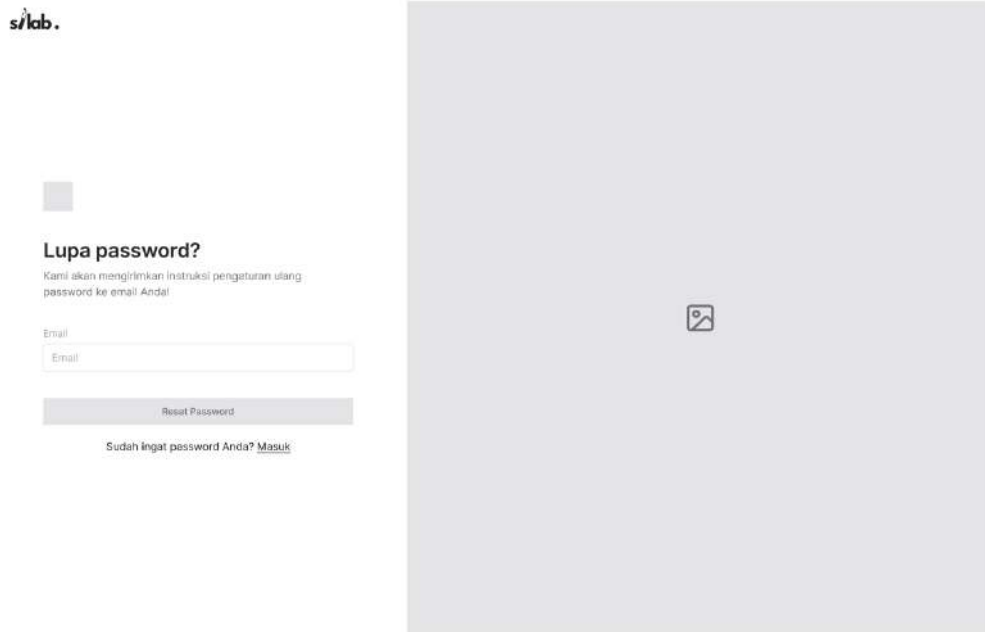 silab.
Lupa password?
Kami akan mengirimkan instruksi pengaturan ulang
password ke email Anda!
Email
Email
Reset Password
Sudah ingat password Anda? Masuk